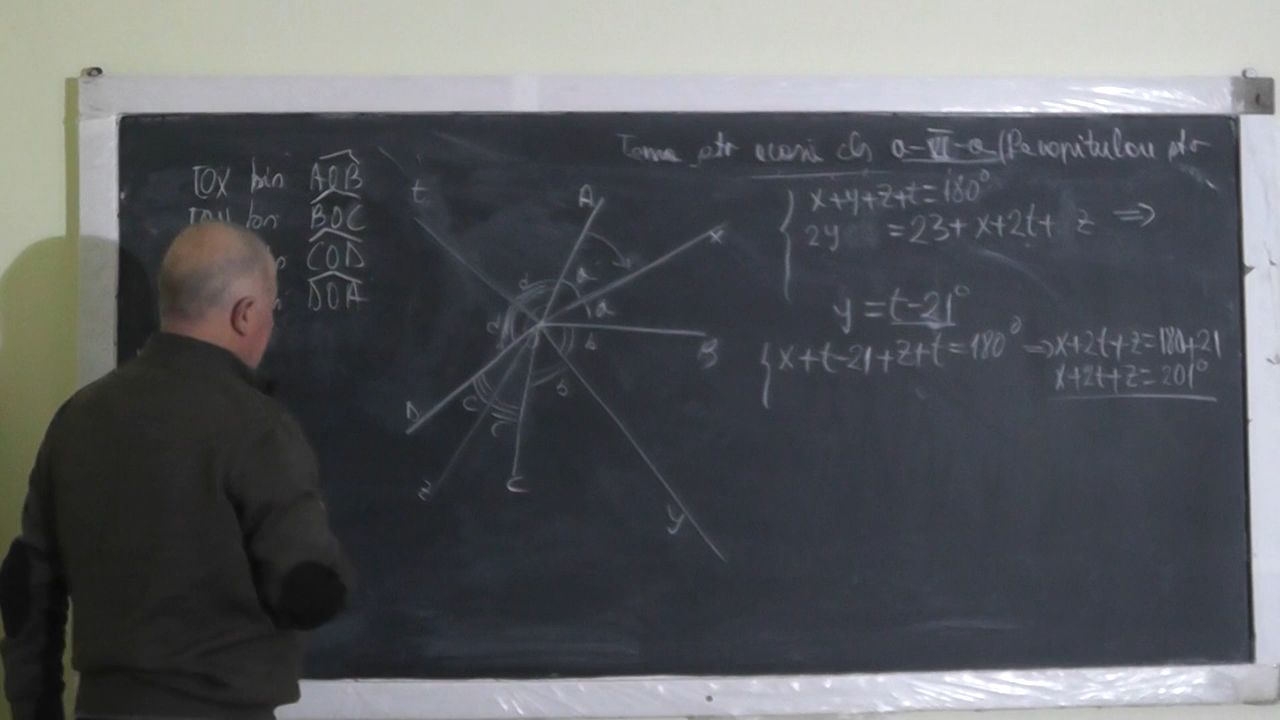 Tema ptr acasă cls a-VI-a (Recapitulare ptr
[OX bis AOB
bis BOC
COD
DOA
t
A
x
a
a
B
b
b
y
C
c
c
z
D
d
d
x+y+z+t=180°
2y =23+x+2t+ z ⇒
y=t-21°
x+t-21+z+t=180° ⇒ x+2t+z=180+21
x+2t+z=201°